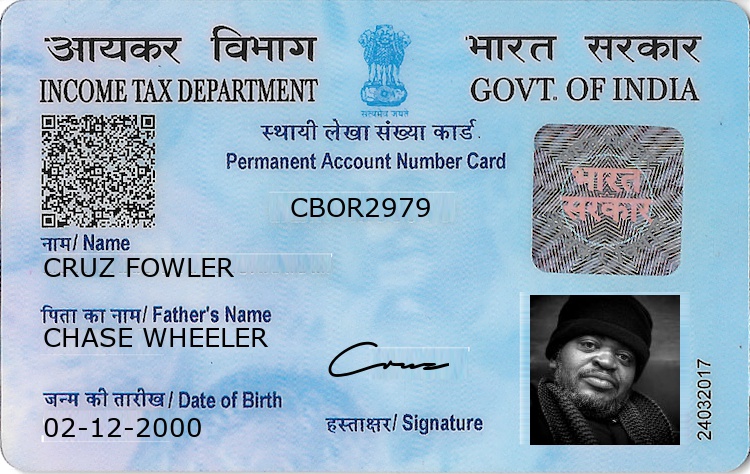 आयकर विभाग
INCOME TAX DEPARTMENT
भारत सरकार
GOVT. OF INDIA
सत्यमेव जयते
स्थायी लेखा संख्या कार्ड
Permanent Account Number Card
CBOR2979
भारत
सरकार
नाम/ Name
CRUZ FOWLER
पिता का नाम/ Father's Name
CHASE WHEELER
Cruz
जन्म की तारीख/ Date of Birth
02-12-2000
हस्ताक्षर/ Signature
24032017